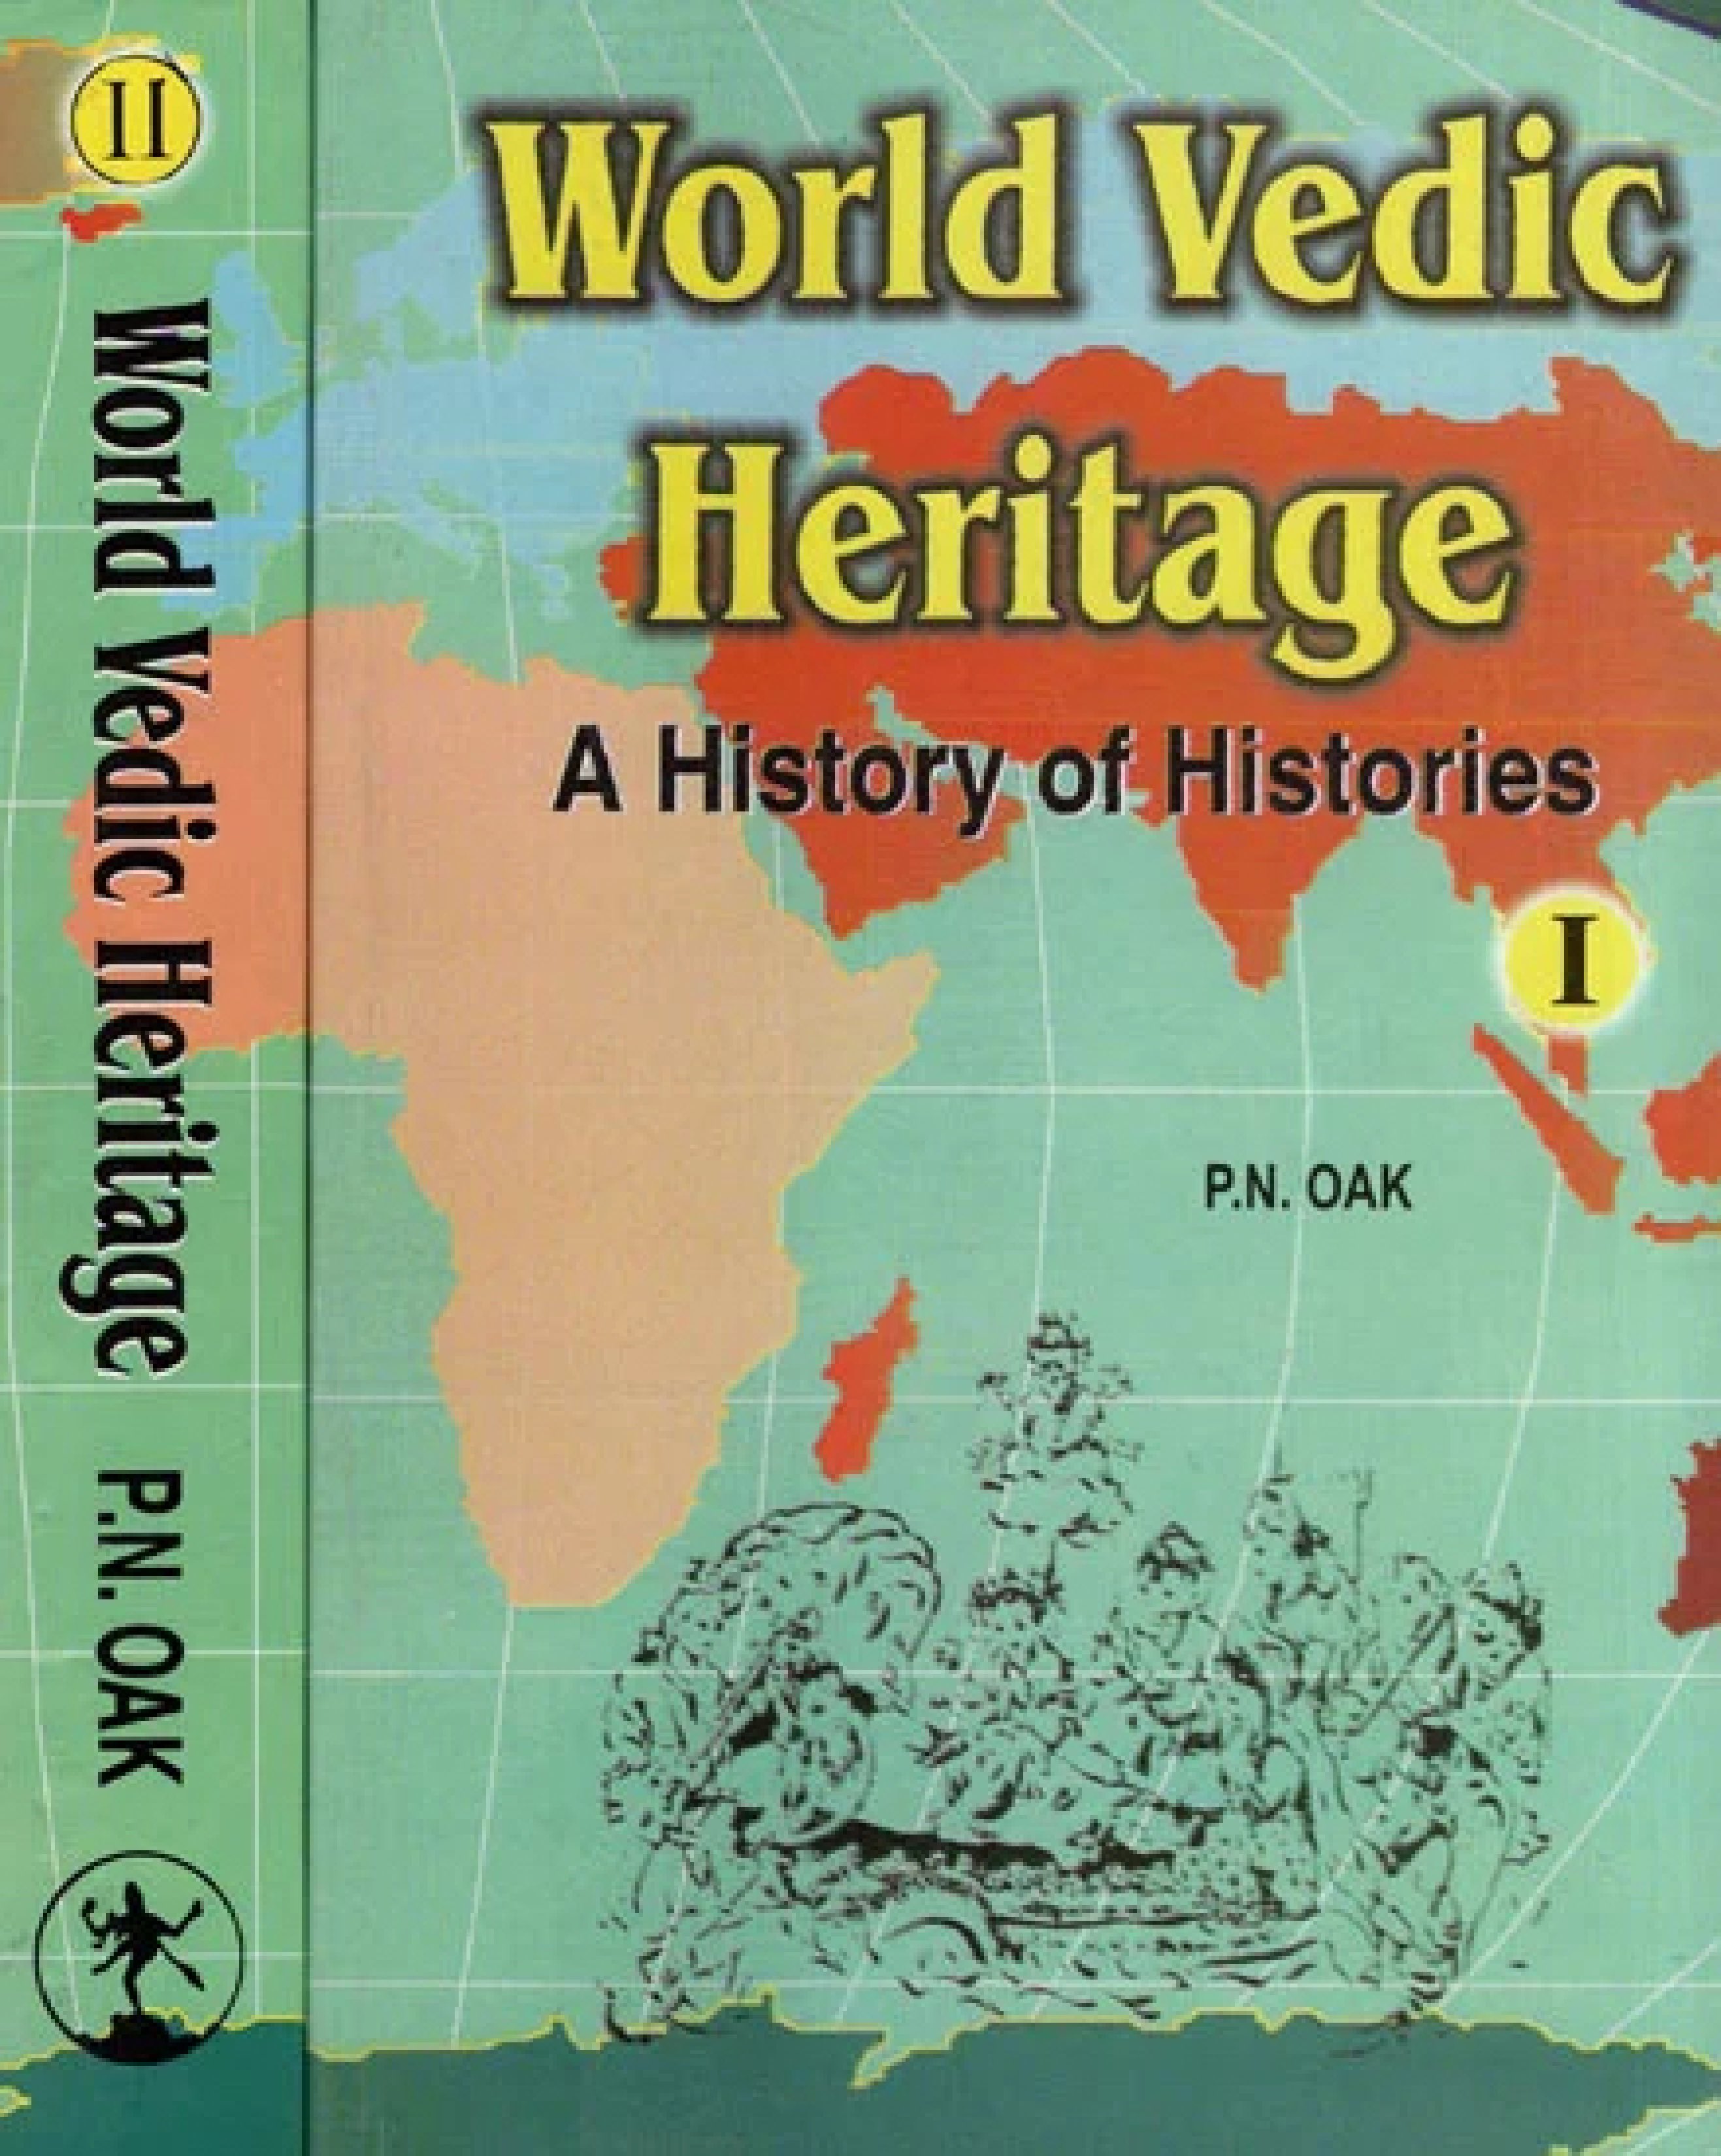 II
World Vedic Heritage
P.N. OAK
World Vedic
Heritage
A History of Histories
I
P.N. OAK